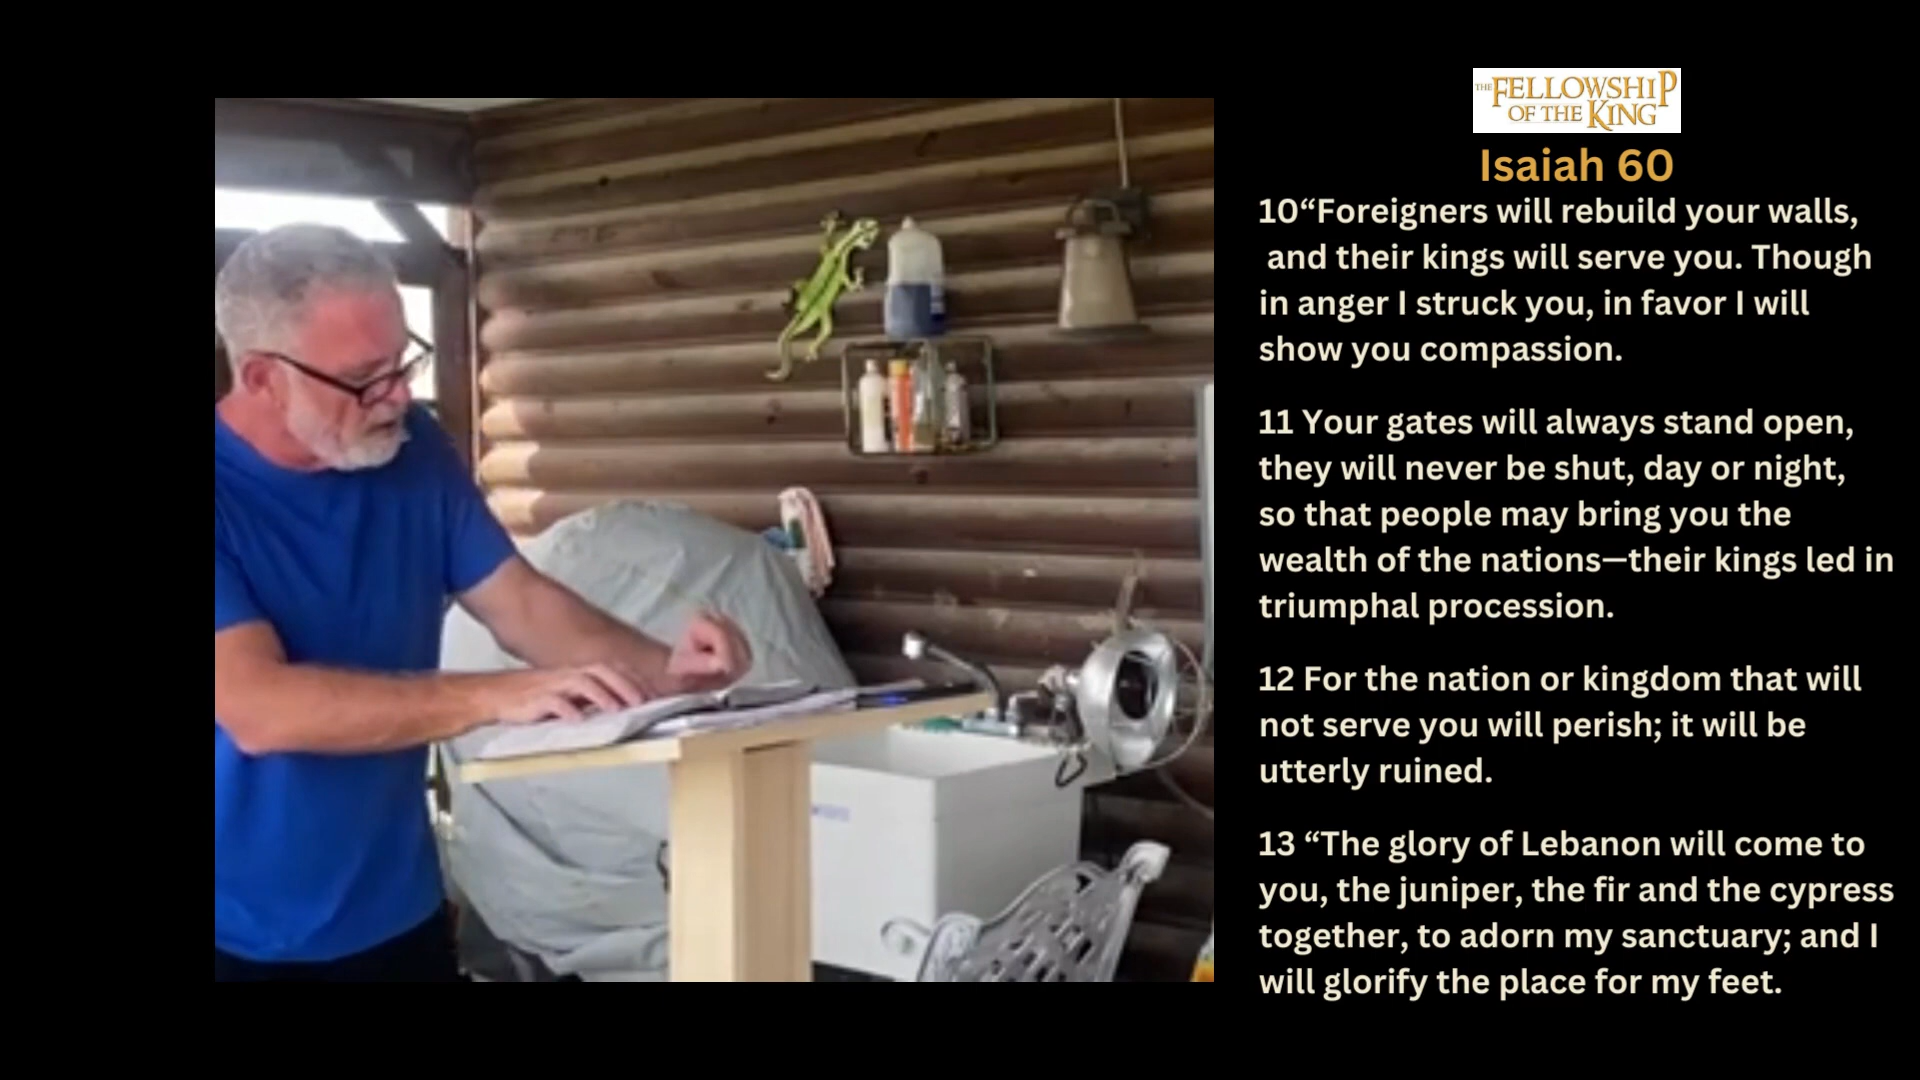 THE FELLOWSHIP
OF THE KING
Isaiah 60
10“Foreigners will rebuild your walls,
and their kings will serve you. Though
in anger I struck you, in favor I will
show you compassion.
11 Your gates will always stand open,
they will never be shut, day or night,
so that people may bring you the
wealth of the nations—their kings led in
triumphal procession.
12 For the nation or kingdom that will
not serve you will perish; it will be
utterly ruined.
13 “The glory of Lebanon will come to
you, the juniper, the fir and the cypress
together, to adorn my sanctuary; and I
will glorify the place for my feet.